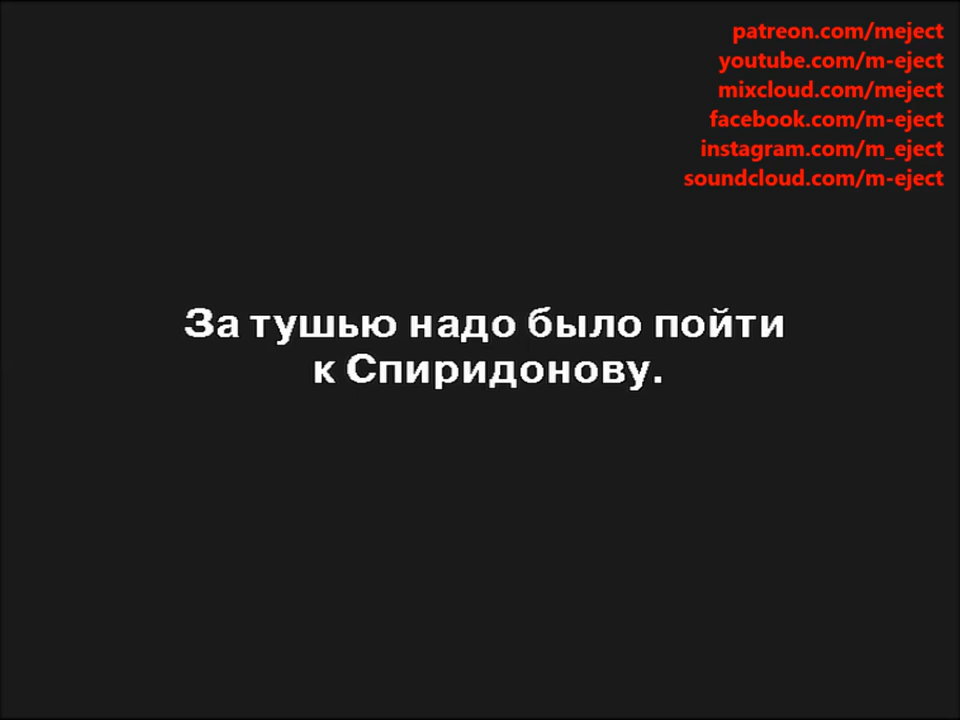 patreon.com/meject
youtube.com/m-eject
mixcloud.com/meject
facebook.com/m-eject
instagram.com/m_eject
soundcloud.com/m-eject
За тушью надо было пойти
к Спиридонову.